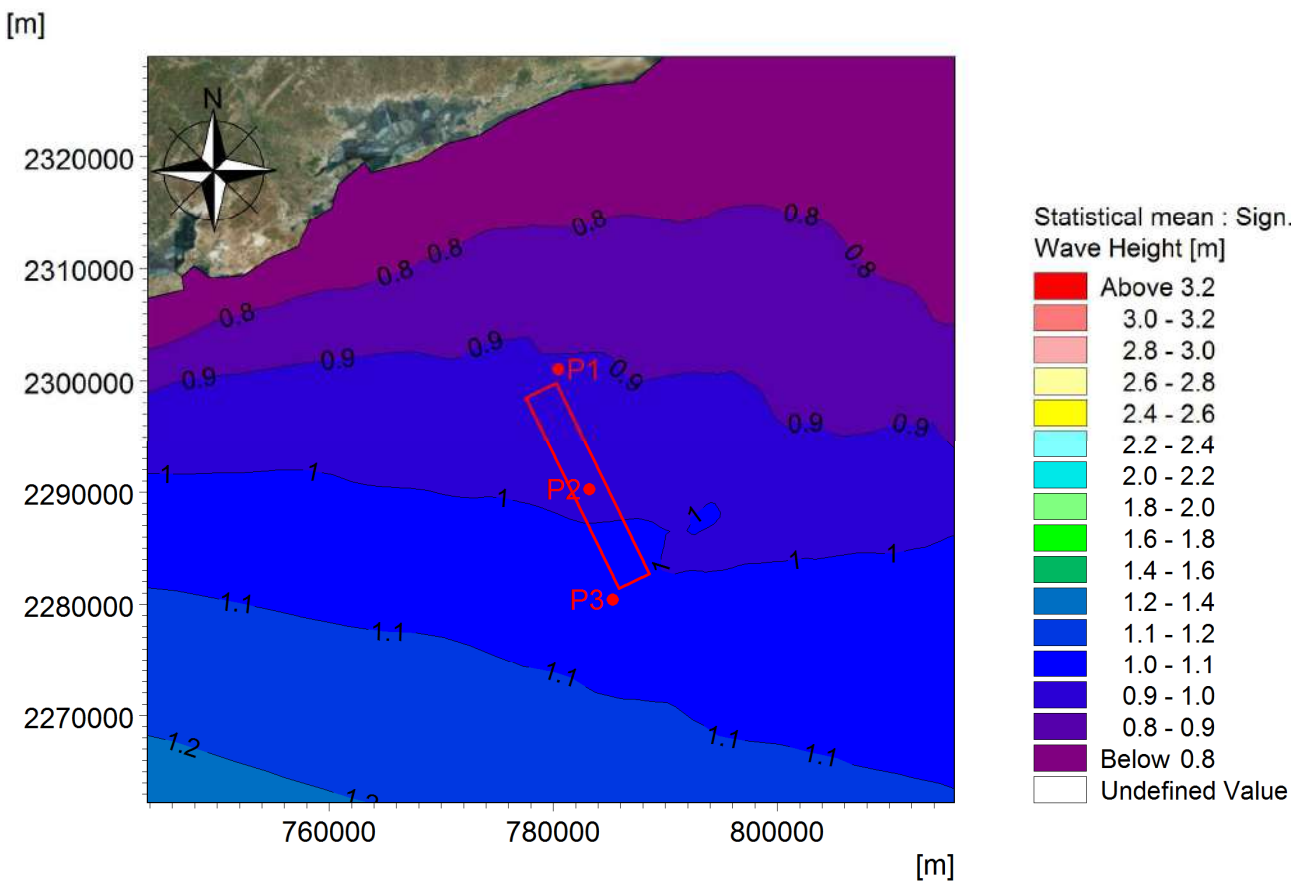 [m]
N
2320000
2310000
2300000
2290000
2280000
2270000
760000
780000
800000
[m]
0.8
0.8
0.8
0.8
0.8
0.8
0.9
0.9
0.9
0.9
0.9
0.9
P1
P2
P3
1
1
1
1
1
1
1
1.1
1.1
1.1
1.1
1.1
1.2
Statistical mean : Sign.
Wave Height [m]
Above 3.2
3.0 - 3.2
2.8 - 3.0
2.6 - 2.8
2.4 - 2.6
2.2 - 2.4
2.0 - 2.2
1.8 - 2.0
1.6 - 1.8
1.4 - 1.6
1.2 - 1.4
1.1 - 1.2
1.0 - 1.1
0.9 - 1.0
0.8 - 0.9
Below 0.8
Undefined Value